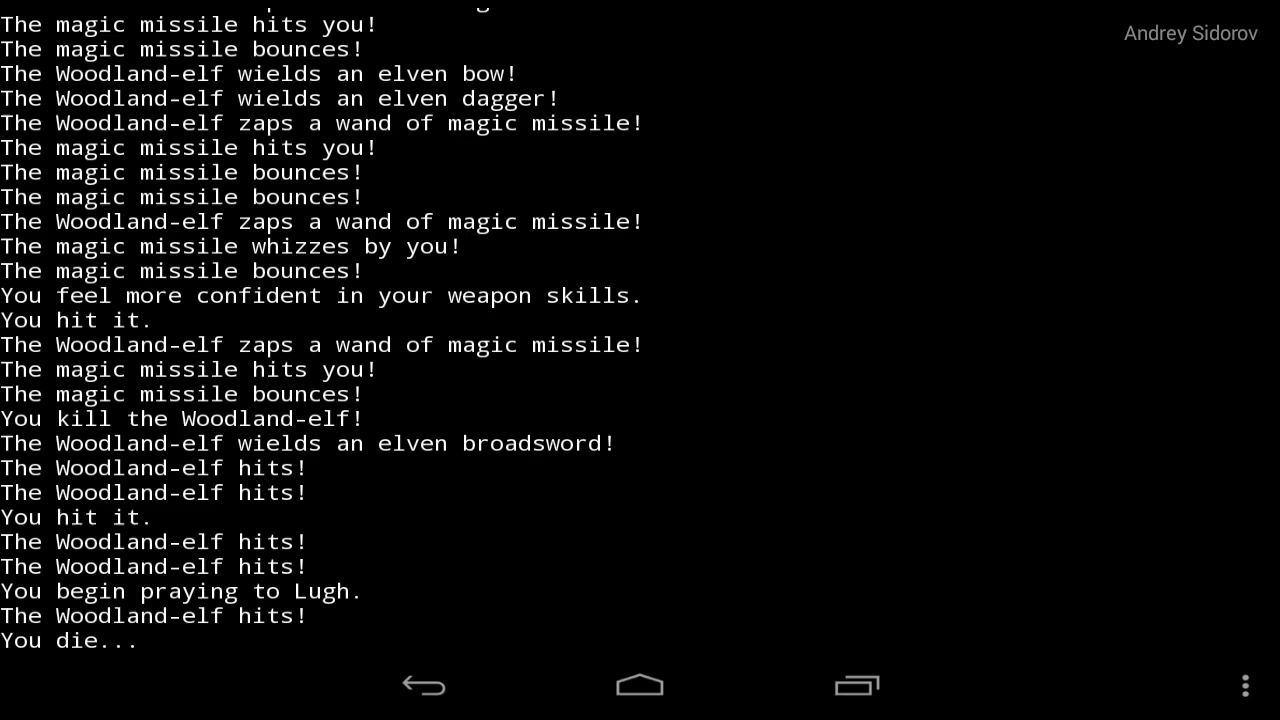 The magic missile hits you!
Andrey Sidorov
The magic missile bounces!
The Woodland-elf wields an elven bow!
The Woodland-elf wields an elven dagger!
The Woodland-elf zaps a wand of magic missile!
The magic missile hits you!
The magic missile bounces!
The magic missile bounces!
The Woodland-elf zaps a wand of magic missile!
The magic missile whizzes by you!
The magic missile bounces!
You feel more confident in your weapon skills.
You hit it.
The Woodland-elf zaps a wand of magic missile!
The magic missile hits you!
The magic missile bounces!
You kill the Woodland-elf!
The Woodland-elf wields an elven broadsword!
The Woodland-elf hits!
The Woodland-elf hits!
You hit it.
The Woodland-elf hits!
The Woodland-elf hits!
You begin praying to Lugh.
The Woodland-elf hits!
You die...